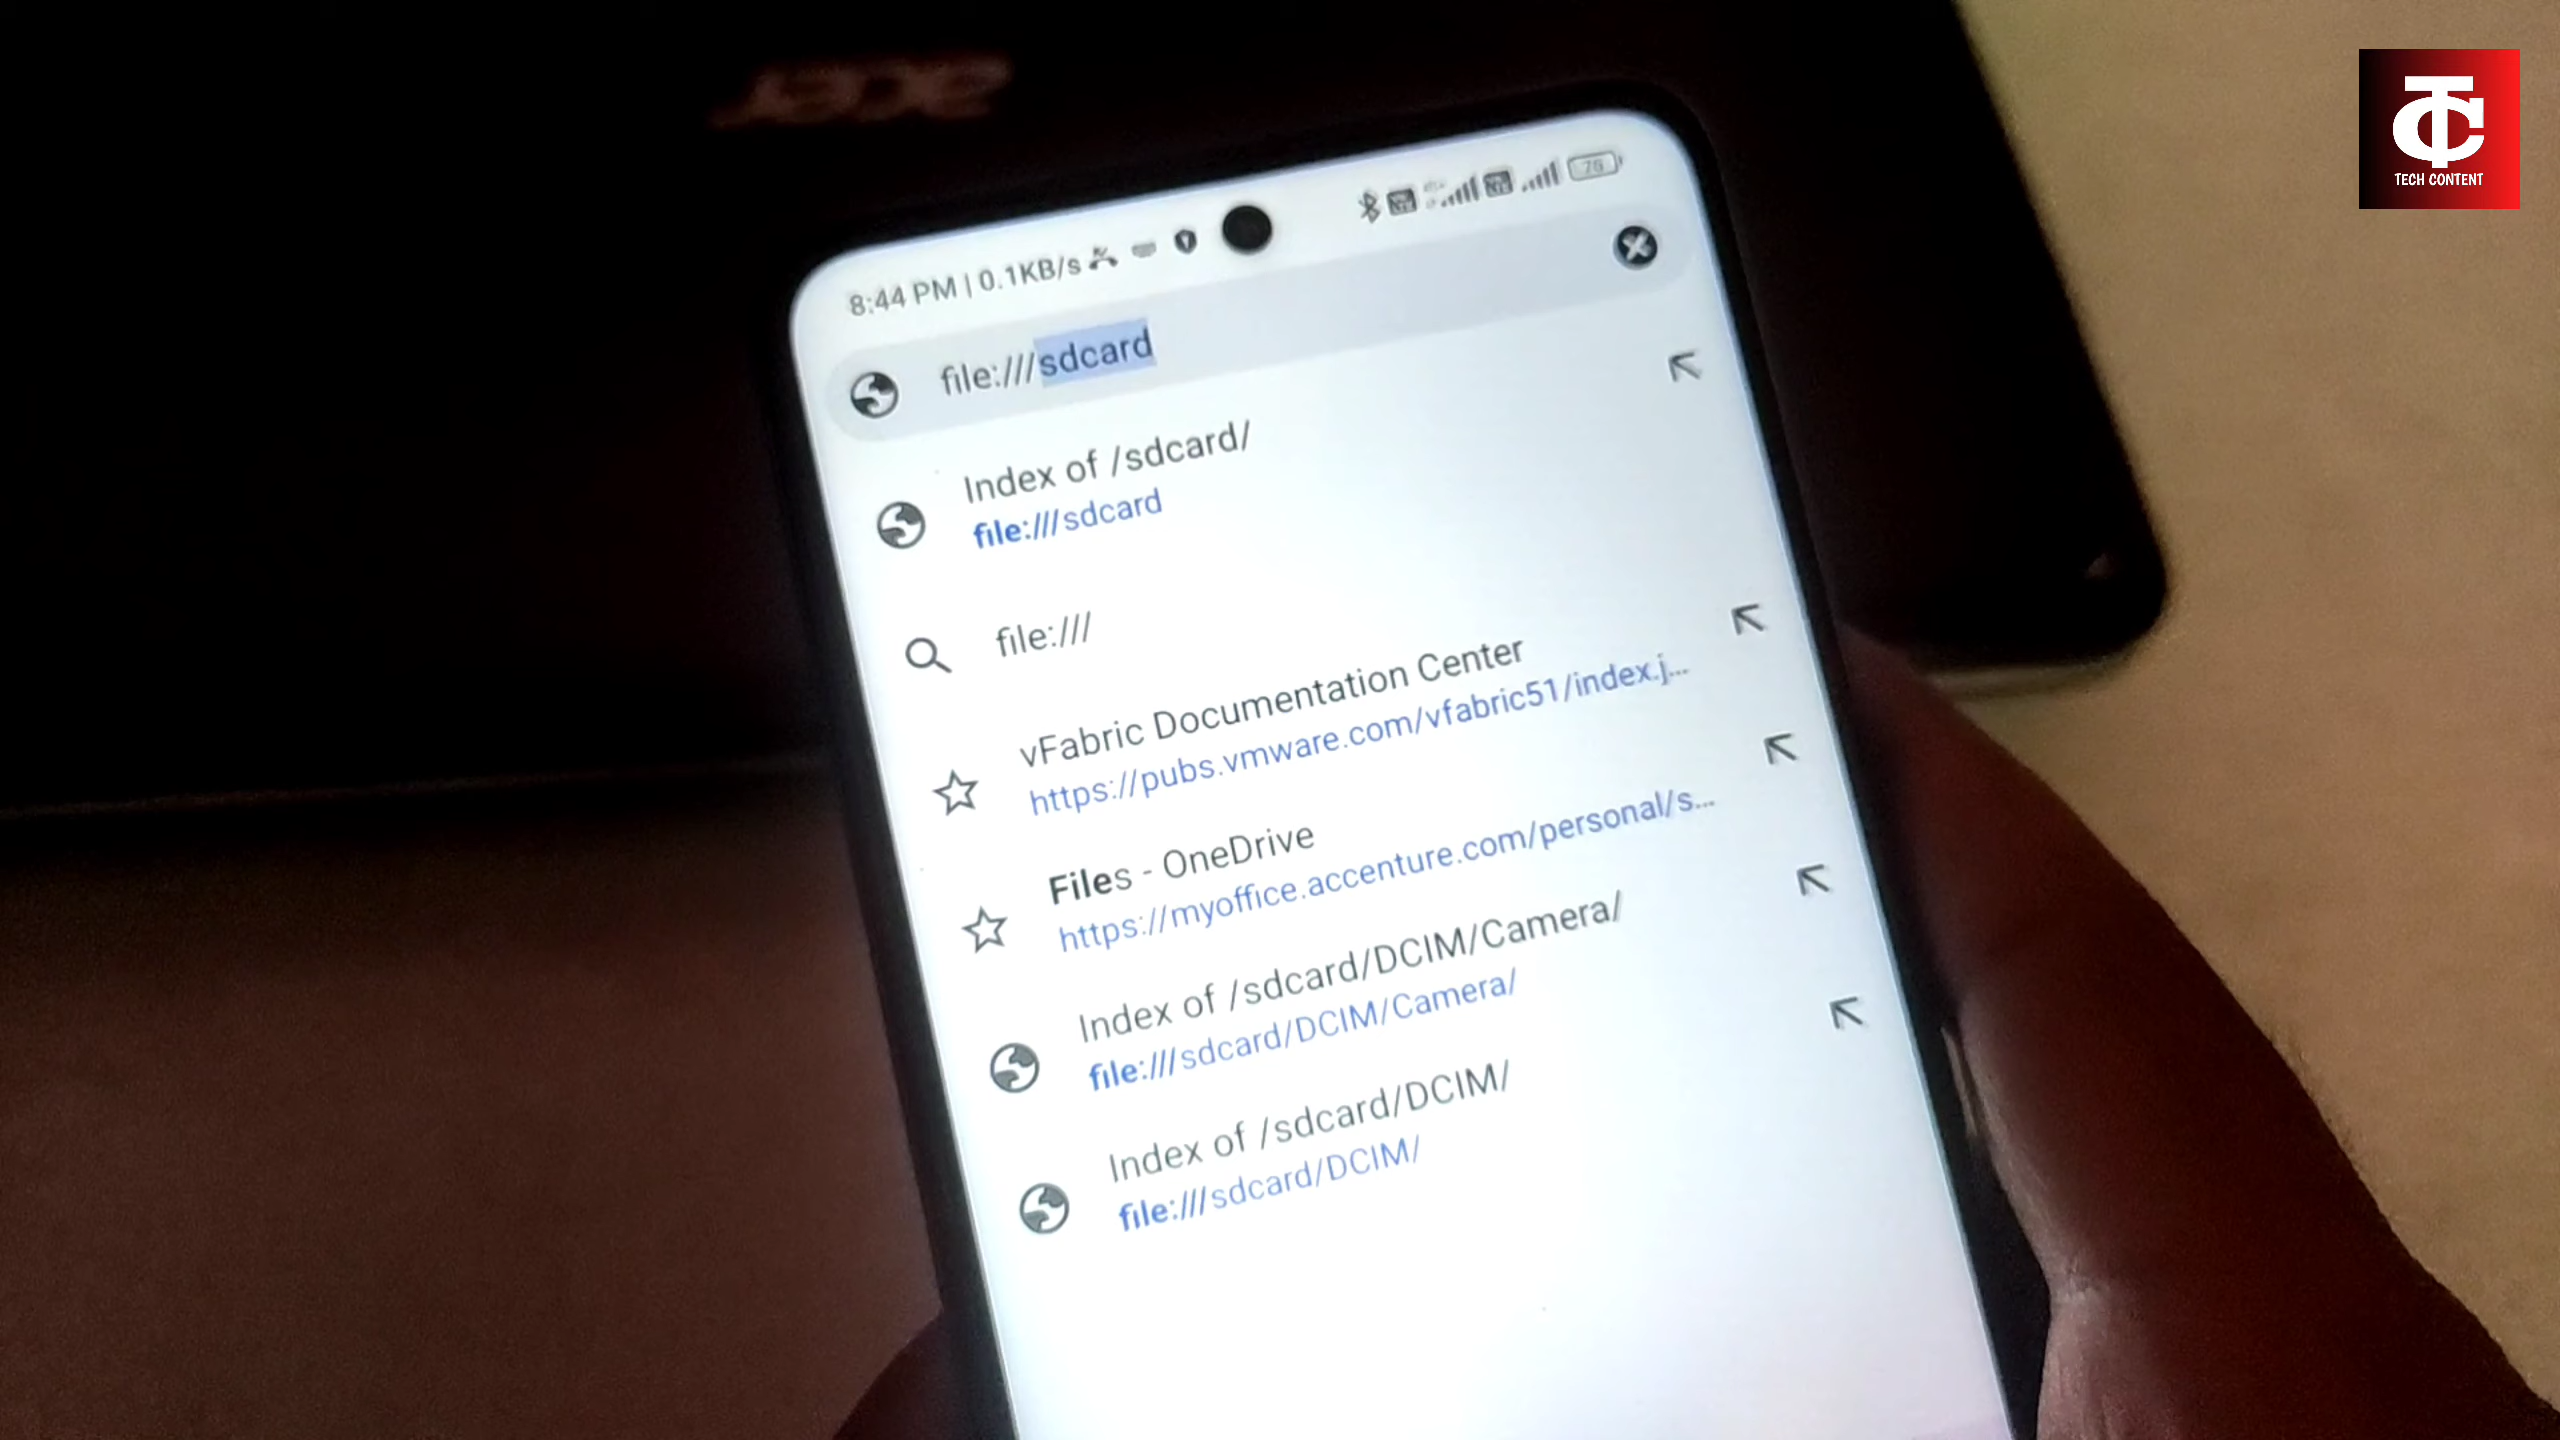 acer
TECH CONTENT
8:44 PM | 0.1KB/s
76
file:///sdcard
Index of /sdcard/
file:///sdcard
file:///
vFabric Documentation Center
https://pubs.vmware.com/vfabric51/index.j...
Files - OneDrive
https://myoffice.accenture.com/personal/s...
Index of /sdcard/DCIM/Camera/
file:///sdcard/DCIM/Camera/
Index of /sdcard/DCIM/
file:///sdcard/DCIM/